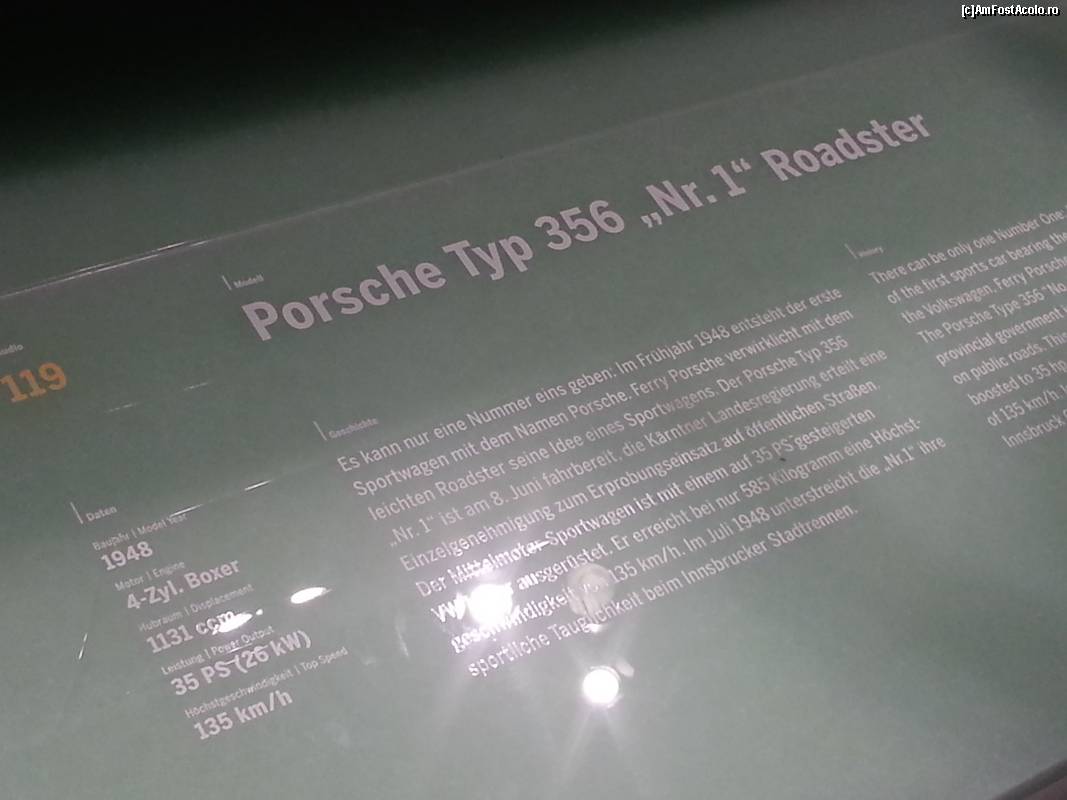 [c]AmFostAcolo.ro
Modell
Porsche Typ 356 „Nr. 1“ Roadster
119
Geschichte
Es kann nur eine Nummer eins geben: Im Frühjahr 1948 entsteht der erste
Sportwagen mit dem Namen Porsche. Ferry Porsche verwirklicht mit dem
leichten Roadster seine Idee eines Sportwagens. Der Porsche Typ 356
„Nr. 1“ ist am 8. Juni fahrbereit, die Kärntner Landesregierung erteilt eine
Einzelgenehmigung zum Erprobungseinsatz auf öffentlichen Straßen.
Der Mittelmotor-Sportwagen ist mit einem auf 35 PS gesteigerten
ausgerüstet. Er erreicht bei nur 585 Kilogramm eine Höchst-
geschwindigkeit 135 km/h. Im Juli 1948 unterstreicht die „Nr.1“ ihre
sportliche Tauglichkeit beim Innsbrucker Stadtrennen.
History
There can be only one Number One:
of the first sports car bearing the
the Volkswagen. Ferry Porsche
The Porsche Type 356 “No.
provincial government
on public roads. This
boosted to 35 hp.
of 135 km/h.
Innsbruck
Daten
Baujahr | Model Year
1948
Motor | Engine
4-Zyl. Boxer
Hubraum | Displacement
1131 ccm
Leistung | Power Output
35 PS (26 kW)
Höchstgeschwindigkeit | Top Speed
135 km/h